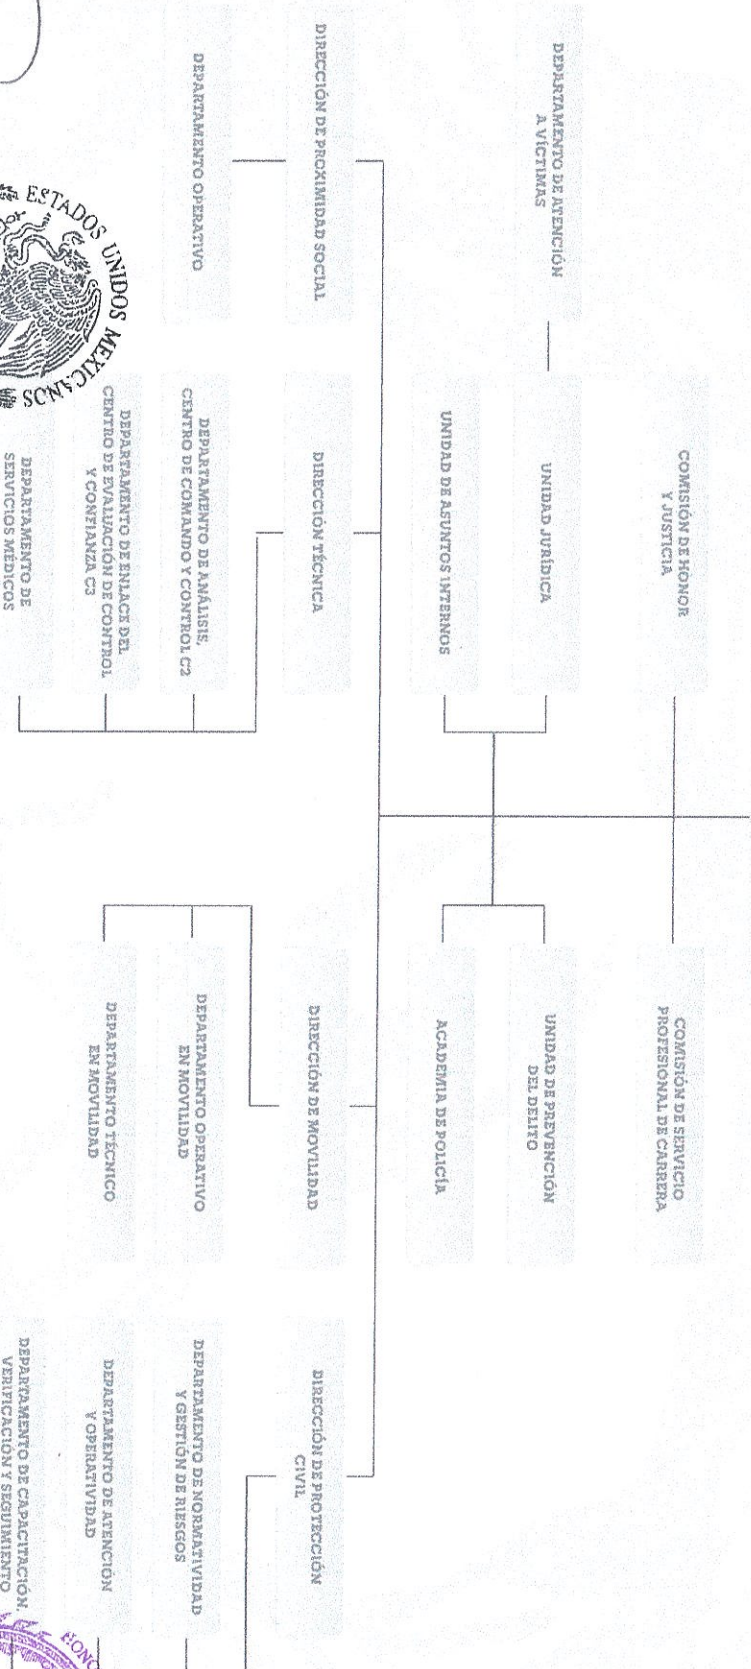 COMISIÓN DE HONOR
Y JUSTICIA
COMISIÓN DE SERVICIO
PROFESIONAL DE CARRERA
DEPARTAMENTO DE ATENCIÓN
A VÍCTIMAS
UNIDAD JURÍDICA
UNIDAD DE PREVENCIÓN
DEL DELITO
UNIDAD DE ASUNTOS INTERNOS
ACADEMIA DE POLICÍA
DIRECCIÓN DE PROXIMIDAD SOCIAL
DIRECCIÓN TÉCNICA
DIRECCIÓN DE MOVILIDAD
DIRECCIÓN DE PROTECCIÓN
CIVIL
DEPARTAMENTO OPERATIVO
DEPARTAMENTO DE ANÁLISIS,
CENTRO DE COMANDO Y CONTROL C2
DEPARTAMENTO OPERATIVO
EN MOVILIDAD
DEPARTAMENTO DE NORMATIVIDAD
Y GESTIÓN DE RIESGOS
DEPARTAMENTO DE ENLACE DEL
CENTRO DE EVALUACIÓN DE CONTROL
Y CONFIANZA C3
DEPARTAMENTO TÉCNICO
EN MOVILIDAD
DEPARTAMENTO DE ATENCIÓN
Y OPERATIVIDAD
DEPARTAMENTO DE
SERVICIOS MÉDICOS
DEPARTAMENTO DE CAPACITACIÓN,
VERIFICACIÓN Y SEGUIMIENTO
ESTADOS UNIDOS MEXICANOS